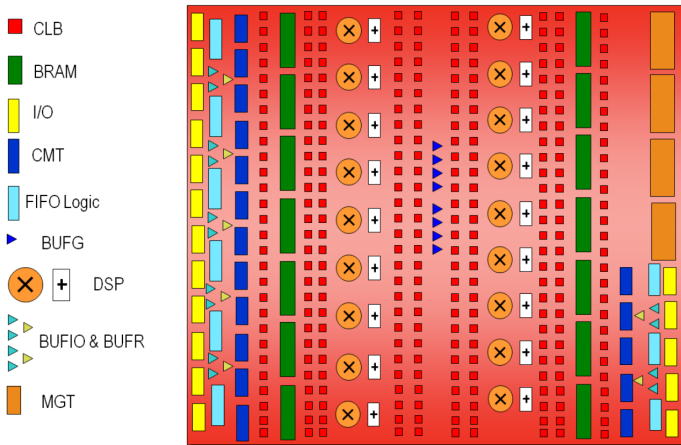 CLB
BRAM
I/O
CMT
FIFO Logic
BUFG
DSP
BUFIO & BUFR
MGT